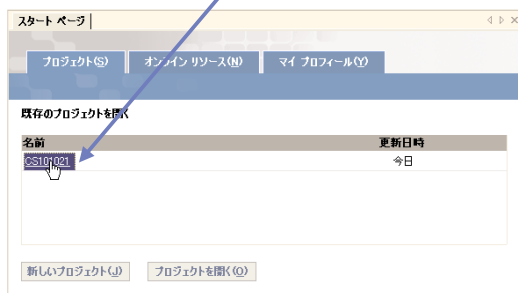 スタート ページ
プロジェクト(S) オンライン リソース(N) マイ プロフィール(Y)
既存のプロジェクトを開く
名前 更新日時
CS101021 今日
新しいプロジェクト(J) プロジェクトを開く(O)